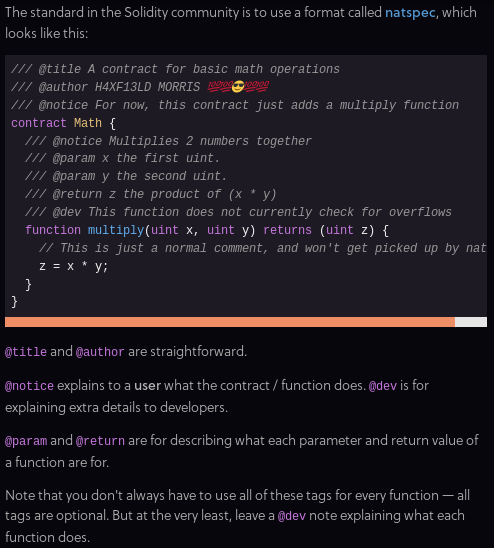 The standard in the Solidity community is to use a format called natspec, which
looks like this:
/// @title A contract for basic math operations
/// @author H4XF13LD MORRIS 💯💯😎💯💯
/// @notice For now, this contract just adds a multiply function
contract Math {
  /// @notice Multiplies 2 numbers together
  /// @param x the first uint.
  /// @param y the second uint.
  /// @return z the product of (x * y)
  /// @dev This function does not currently check for overflows
  function multiply(uint x, uint y) returns (uint z) {
    // This is just a normal comment, and won't get picked up by nat
    z = x * y;
  }
}
@title and @author are straightforward.
@notice explains to a user what the contract / function does. @dev is for
explaining extra details to developers.
@param and @return are for describing what each parameter and return value of
a function are for.
Note that you don't always have to use all of these tags for every function — all
tags are optional. But at the very least, leave a @dev note explaining what each
function does.